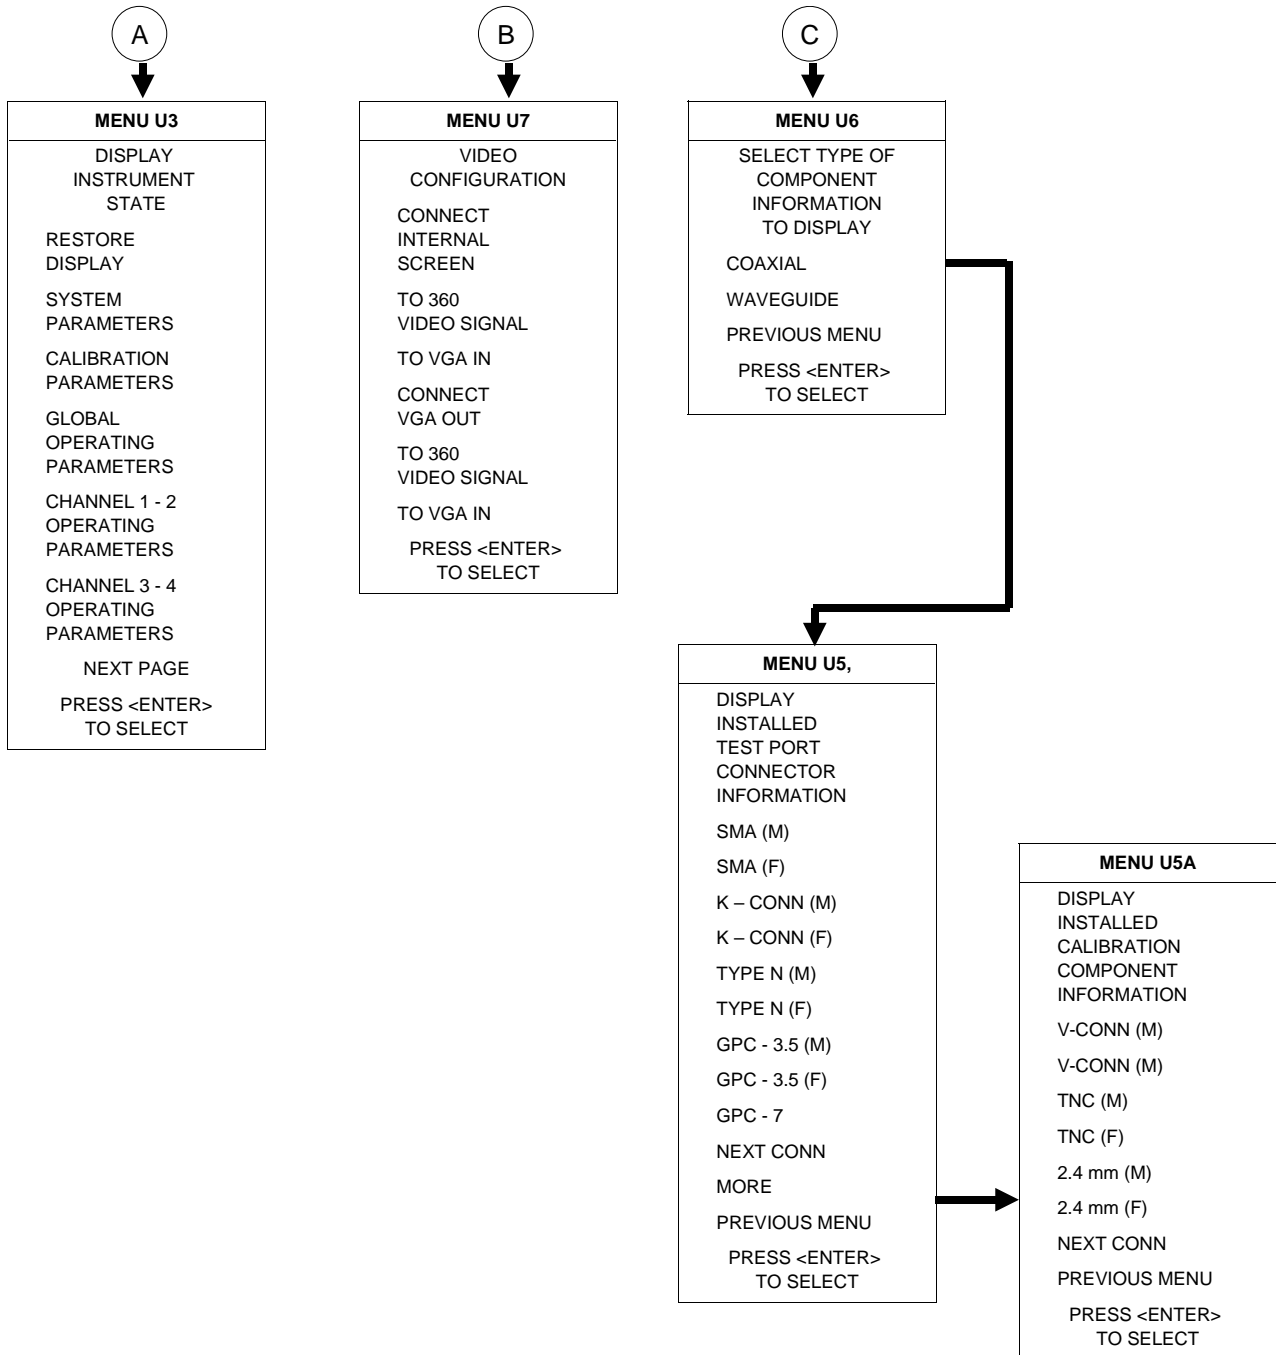 A
MENU U3
DISPLAY
INSTRUMENT
STATE
RESTORE
DISPLAY
SYSTEM
PARAMETERS
CALIBRATION
PARAMETERS
GLOBAL
OPERATING
PARAMETERS
CHANNEL 1 - 2
OPERATING
PARAMETERS
CHANNEL 3 - 4
OPERATING
PARAMETERS
NEXT PAGE
PRESS <ENTER>
TO SELECT
B
MENU U7
VIDEO
CONFIGURATION
CONNECT
INTERNAL
SCREEN
TO 360
VIDEO SIGNAL
TO VGA IN
CONNECT
VGA OUT
TO 360
VIDEO SIGNAL
TO VGA IN
PRESS <ENTER>
TO SELECT
C
MENU U6
SELECT TYPE OF
COMPONENT
INFORMATION
TO DISPLAY
COAXIAL
WAVEGUIDE
PREVIOUS MENU
PRESS <ENTER>
TO SELECT
MENU U5,
DISPLAY
INSTALLED
TEST PORT
CONNECTOR
INFORMATION
SMA (M)
SMA (F)
K – CONN (M)
K – CONN (F)
TYPE N (M)
TYPE N (F)
GPC - 3.5 (M)
GPC - 3.5 (F)
GPC - 7
NEXT CONN
MORE
PREVIOUS MENU
PRESS <ENTER>
TO SELECT
MENU U5A
DISPLAY
INSTALLED
CALIBRATION
COMPONENT
INFORMATION
V-CONN (M)
V-CONN (M)
TNC (M)
TNC (F)
2.4 mm (M)
2.4 mm (F)
NEXT CONN
PREVIOUS MENU
PRESS <ENTER>
TO SELECT